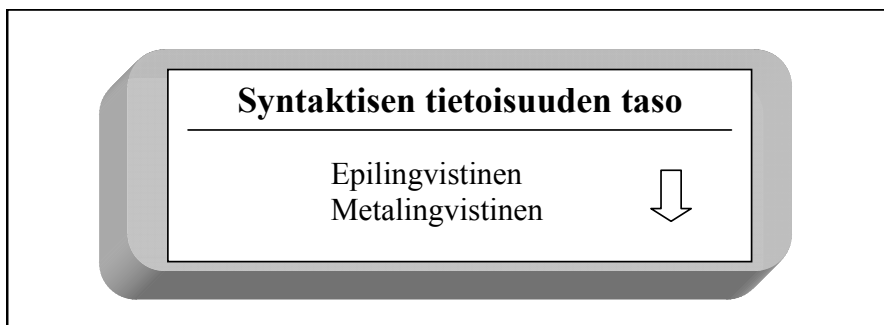 Syntaktisen tietoisuuden taso
Epilingvistinen
Metalingvistinen